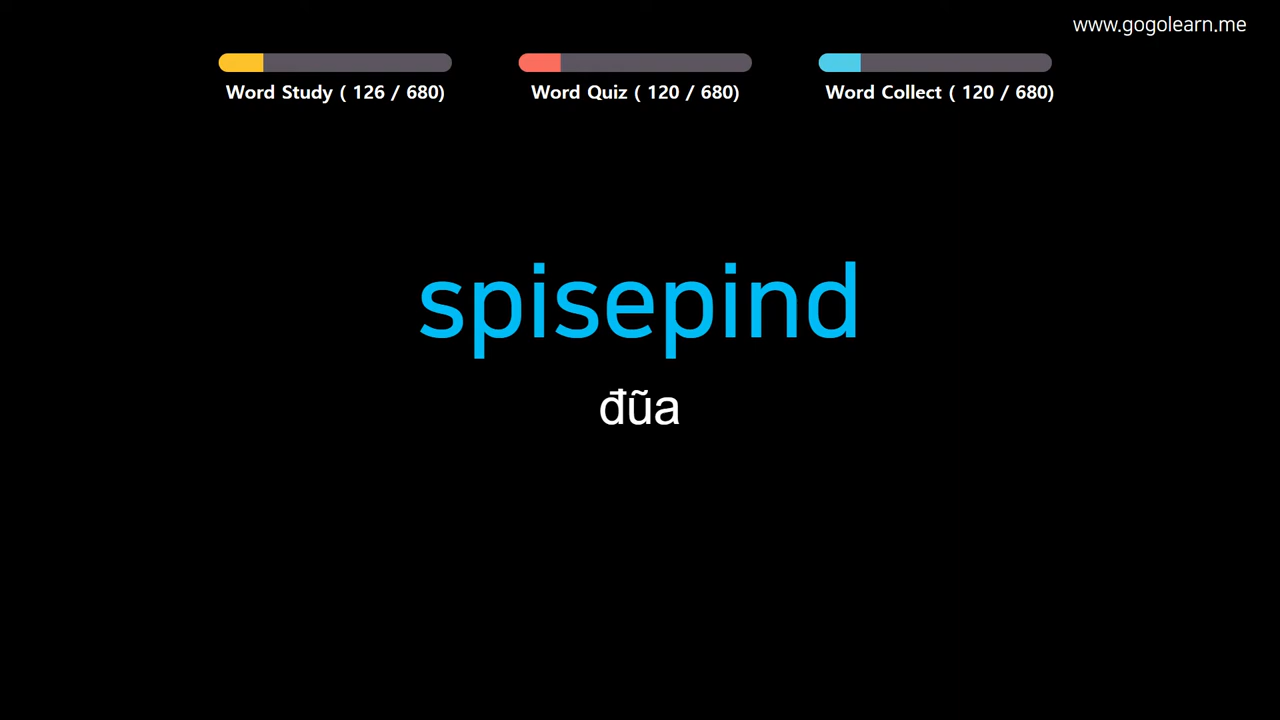 www.gogolearn.me
Word Study ( 126 / 680)
Word Quiz ( 120 / 680)
Word Collect ( 120 / 680)
spisepind
đũa